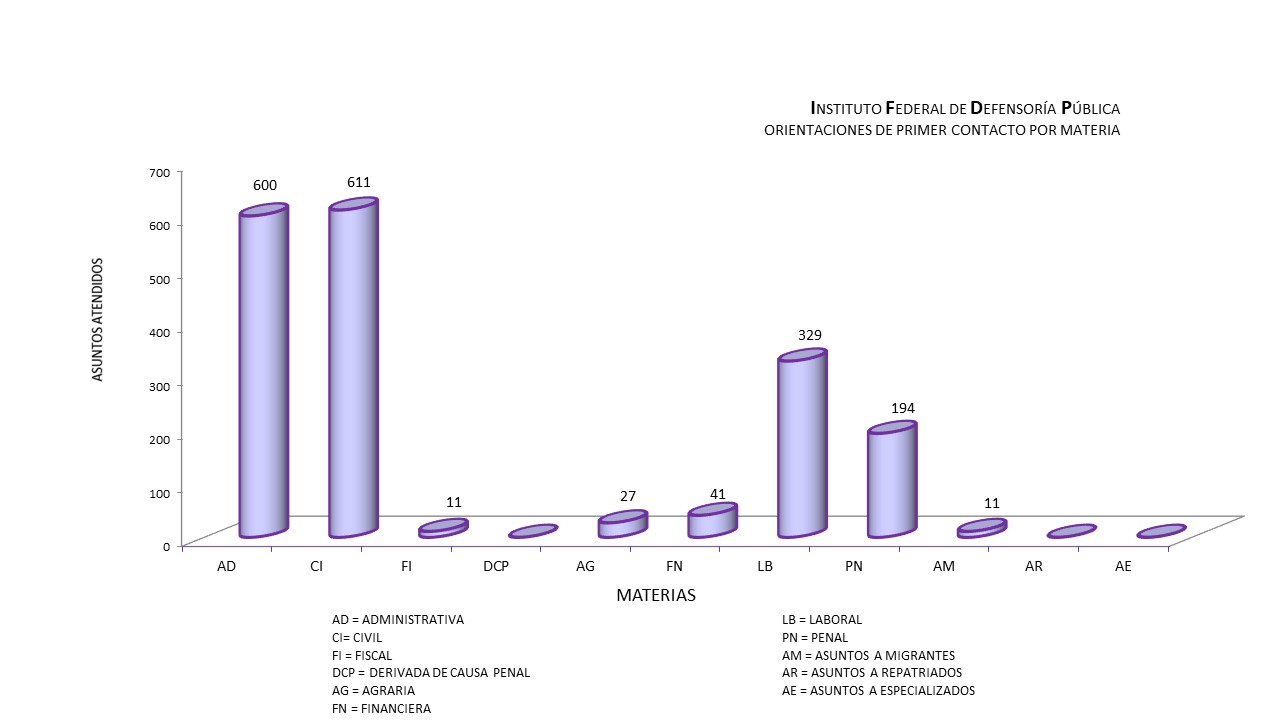 INSTITUTO FEDERAL DE DEFENSORÍA PÚBLICA
ORIENTACIONES DE PRIMER CONTACTO POR MATERIA
ASUNTOS ATENDIDOS
700
600
500
400
300
200
100
0
600
611
11
27
41
329
194
11
AD CI FI DCP AG FN LB PN AM AR AE
MATERIAS
AD = ADMINISTRATIVA
CI= CIVIL
FI = FISCAL
DCP = DERIVADA DE CAUSA PENAL
AG = AGRARIA
FN = FINANCIERA
LB = LABORAL
PN = PENAL
AM = ASUNTOS A MIGRANTES
AR = ASUNTOS A REPATRIADOS
AE = ASUNTOS A ESPECIALIZADOS